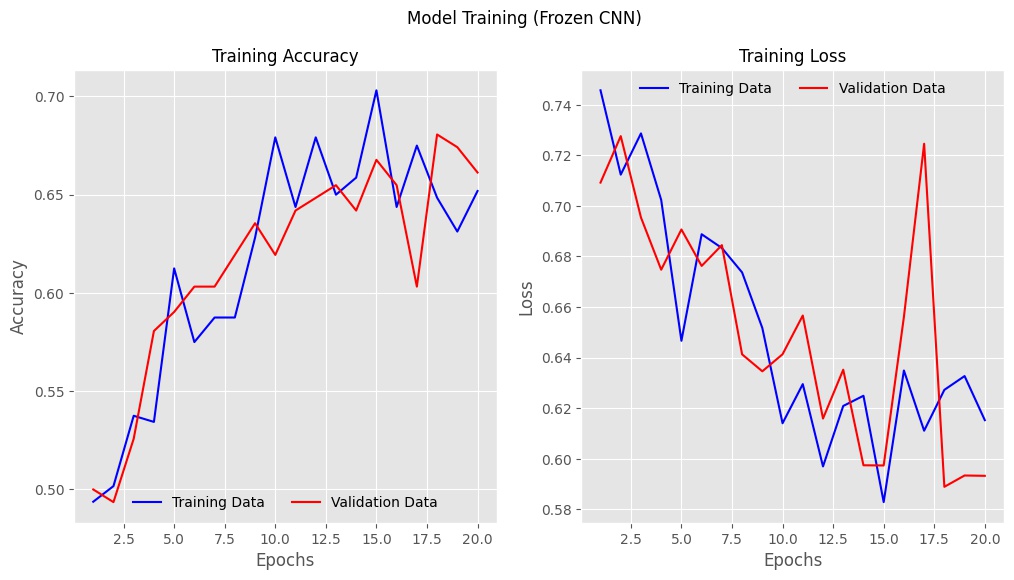 Model Training (Frozen CNN)
Training Accuracy
Accuracy
0.70
0.65
0.60
0.55
0.50
Training Data
Validation Data
2.5 5.0 7.5 10.0 12.5 15.0 17.5 20.0
Epochs
Training Loss
Training Data
Validation Data
Loss
0.74
0.72
0.70
0.68
0.66
0.64
0.62
0.60
0.58
2.5 5.0 7.5 10.0 12.5 15.0 17.5 20.0
Epochs